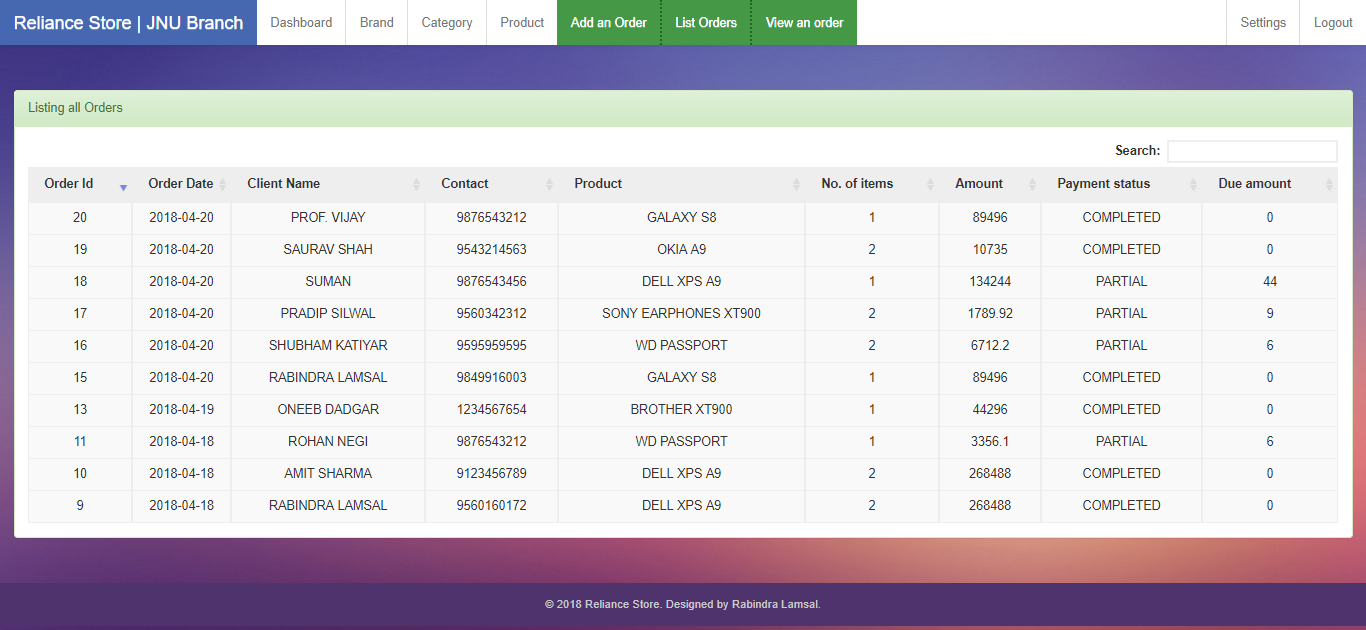 Reliance Store | JNU Branch Dashboard Brand Category Product Add an Order List Orders View an order Settings Logout
Listing all Orders
Search:
Order Id Order Date Client Name Contact Product No. of items Amount Payment status Due amount
20 2018-04-20 PROF. VIJAY 9876543212 GALAXY S8 1 89496 COMPLETED 0
19 2018-04-20 SAURAV SHAH 9543214563 OKIA A9 2 10735 COMPLETED 0
18 2018-04-20 SUMAN 9876543456 DELL XPS A9 1 134244 PARTIAL 44
17 2018-04-20 PRADIP SILWAL 9560342312 SONY EARPHONES XT900 2 1789.92 PARTIAL 9
16 2018-04-20 SHUBHAM KATIYAR 9595959595 WD PASSPORT 2 6712.2 PARTIAL 6
15 2018-04-20 RABINDRA LAMSAL 9849916003 GALAXY S8 1 89496 COMPLETED 0
13 2018-04-19 ONEEB DADGAR 1234567654 BROTHER XT900 1 44296 COMPLETED 0
11 2018-04-18 ROHAN NEGI 9876543212 WD PASSPORT 1 3356.1 PARTIAL 6
10 2018-04-18 AMIT SHARMA 9123456789 DELL XPS A9 2 268488 COMPLETED 0
9 2018-04-18 RABINDRA LAMSAL 9560160172 DELL XPS A9 2 268488 COMPLETED 0
© 2018 Reliance Store. Designed by Rabindra Lamsal.